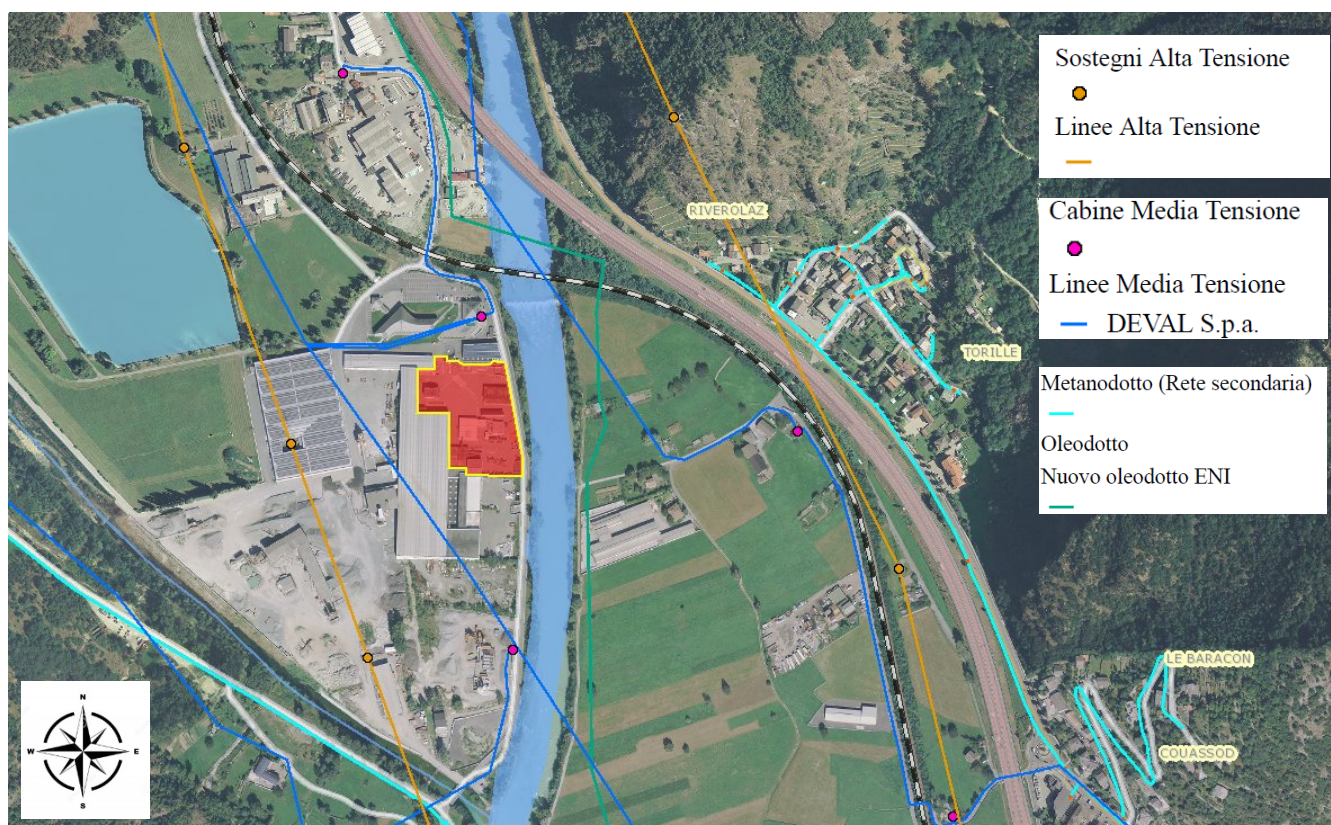 Sostegni Alta Tensione
Linee Alta Tensione
RIVEROLAZ
Cabine Media Tensione
Linee Media Tensione
DEVAL S.p.a.
TORILLE
Metanodotto (Rete secondaria)
Oleodotto
Nuovo oleodotto ENI
LE BARACON
COUASSOD
N
W E
S